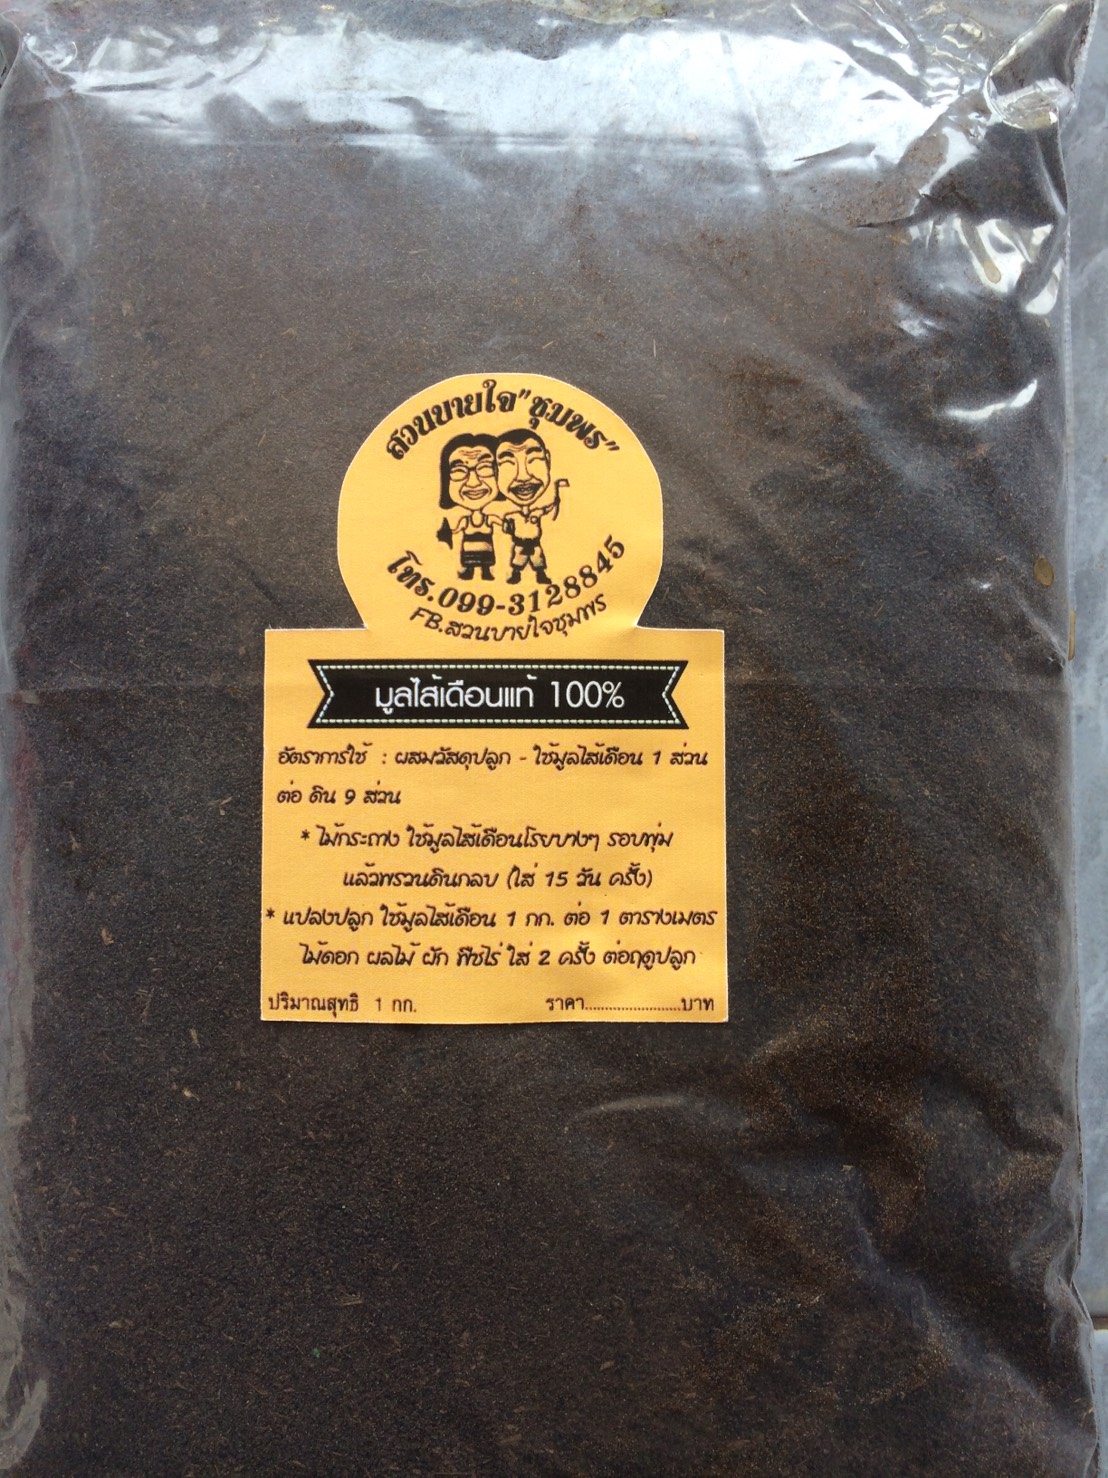 สวนบายใจ"ชุมพร"
โทร.099-3128845
FB.สวนบายใจชุมพร
มูลไส้เดือนแท้ 100%
อัตราการใช้ : ผสมวัสดุปลูก - ใช้มูลไส้เดือน 1 ส่วน
ต่อ ดิน 9 ส่วน
* ไม้กระถาง ใช้มูลไส้เดือนโรยบางๆ รอบพุ่ม
แล้วพรวนดินกลบ (ใส่ 15 วัน ครั้ง)
* แปลงปลูก ใช้มูลไส้เดือน 1 กก. ต่อ 1 ตารางเมตร
ไม้ดอก ผลไม้ ผัก พืชไร่ ใส่ 2 ครั้ง ต่อฤดูปลูก
ปริมาณสุทธิ 1 กก. ราคา........................บาท